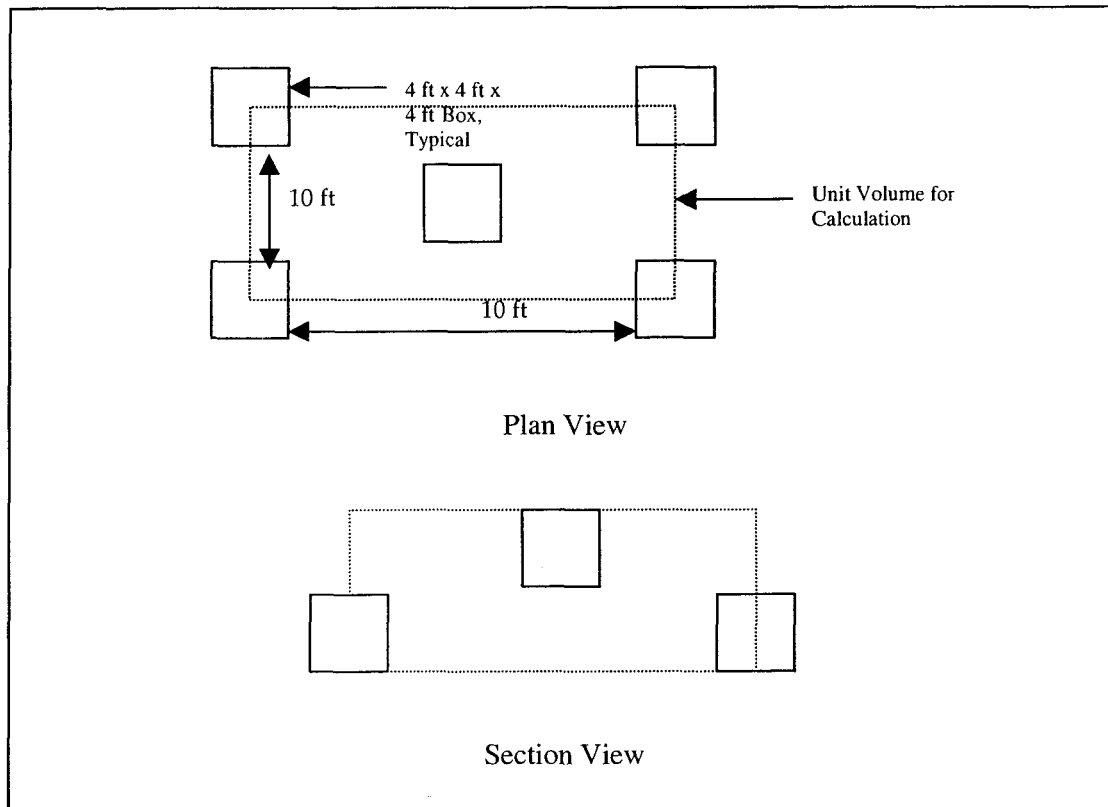 4 ft x 4 ft x
4 ft Box,
Typical
10 ft
Unit Volume for
Calculation
10 ft
Plan View
Section View